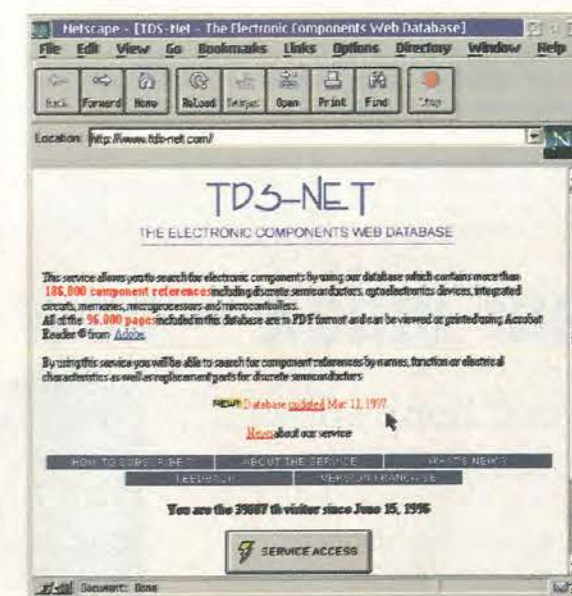 Netscape - [TDS-Net - The Electronic Components Web Database]
File Edit View Go Bookmarks Links Options Directory Window Help
Back Forward Home Reload Images Open Print Find Stop
Location: http://www.tds-net.com/
N
TDS-NET
THE ELECTRONIC COMPONENTS WEB DATABASE
This service allows you to search for electronic components by using our database which contains more than
186,000 component references including discrete semiconductors, optoelectronics devices, integrated
circuits, memories, microprocessors and microcontrollers.
All of the 96,000 pages included in this database are in PDF format and can be viewed or printed using Acrobat
Reader © from Adobe.
By using this service you will be able to search for component references by names, function or electrical
characteristics as well as replacement parts for discrete semiconductors
NEW! Database updated Mar 11, 1997
News about our service
HOW TO SUBSCRIBE? ABOUT THE SERVICE WHAT'S NEWS?
FEEDBACK VERSION FRANCAISE
You are the 39887 th visitor since June 15, 1996
SERVICE ACCESS
Document: Done